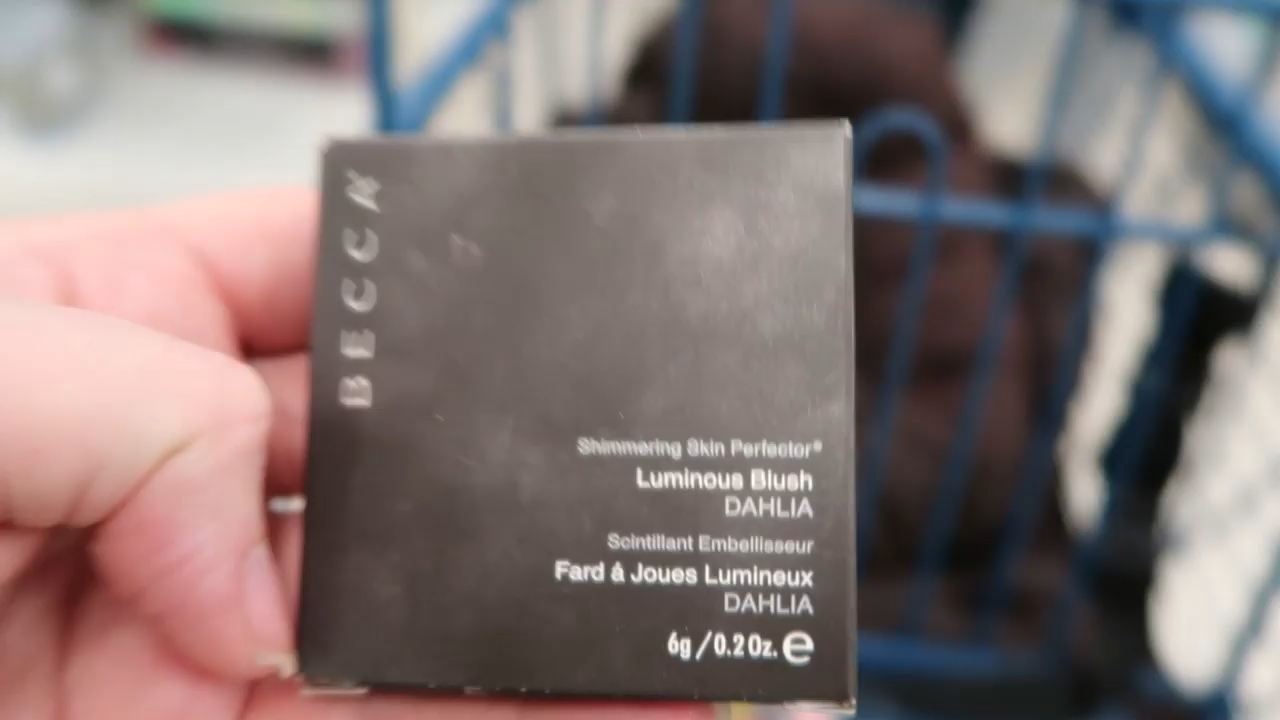 BECCA
Shimmering Skin Perfector®
Luminous Blush
DAHLIA
Scintillant Embellisseur
Fard á Joues Lumineux
DAHLIA
6g/0.2 Oz. e